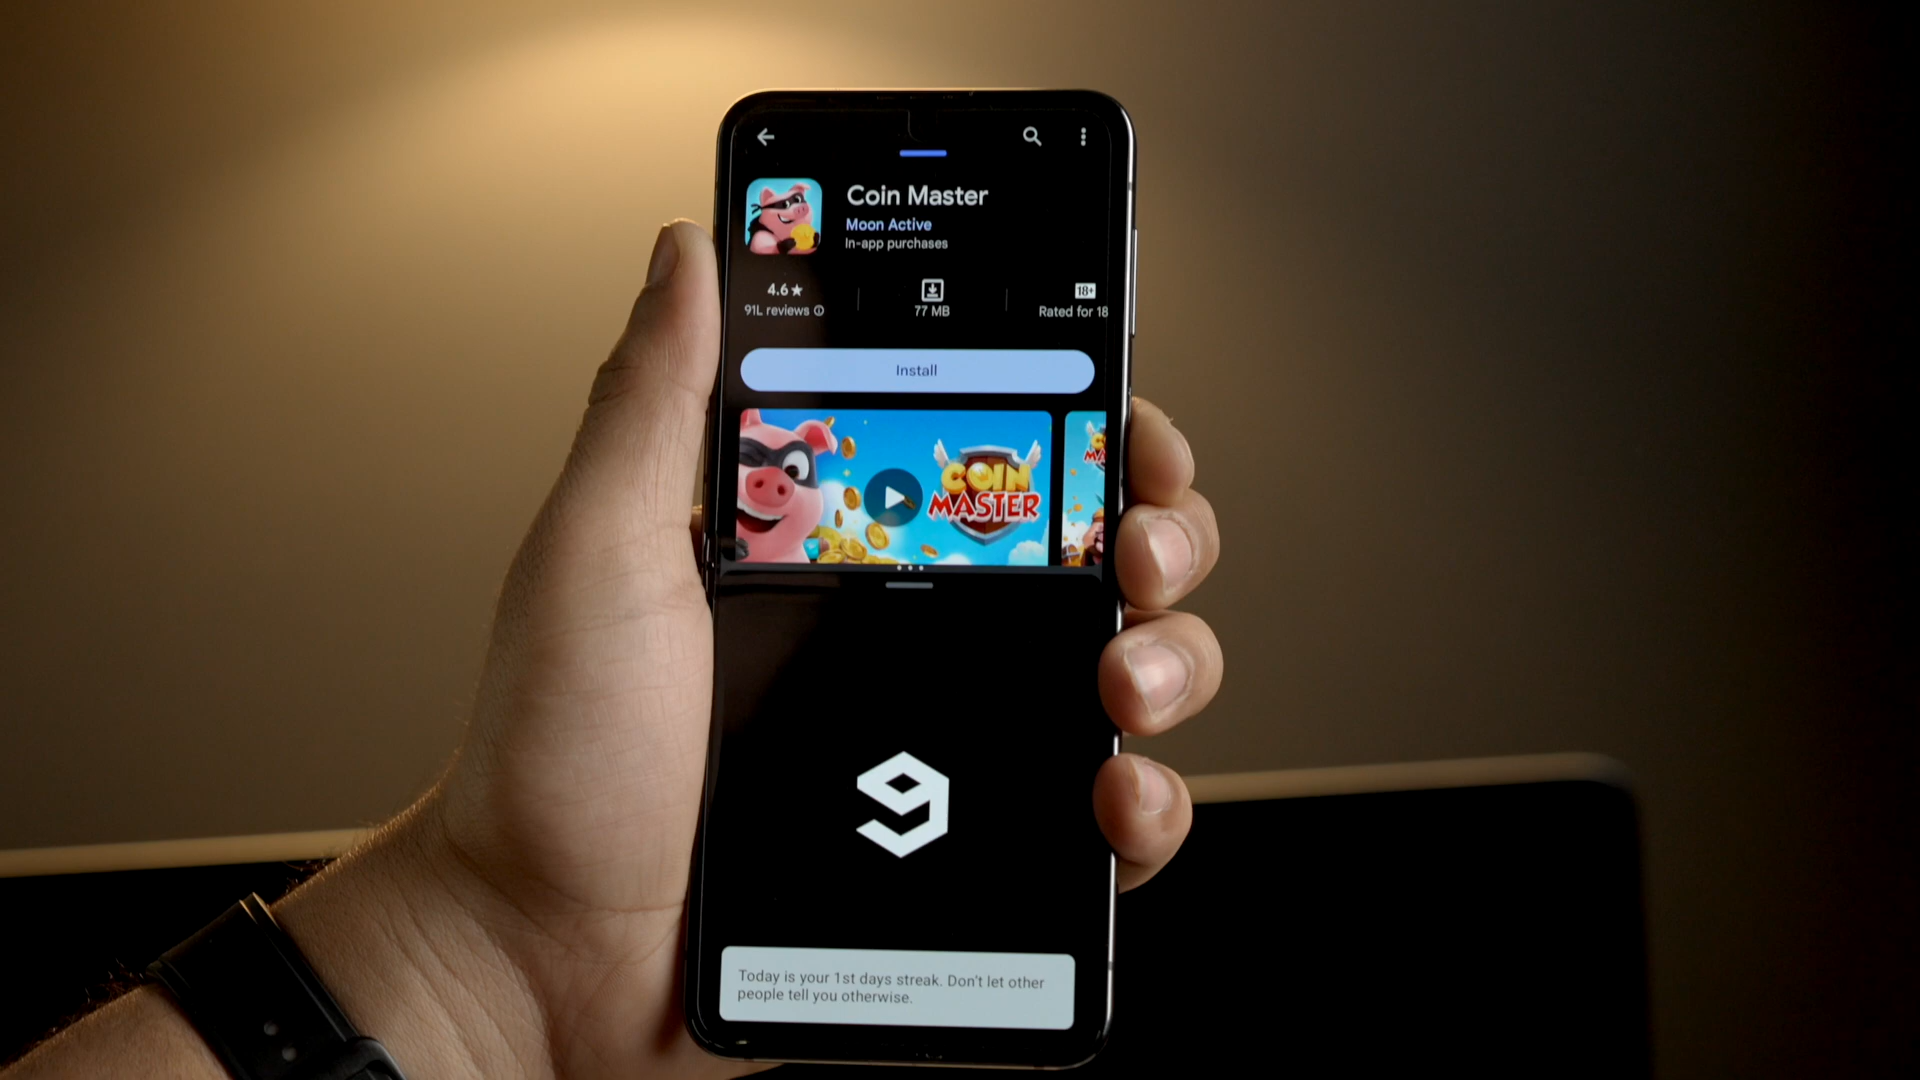 Coin Master
Moon Active
In-app purchases
4.6★
91L reviews
77 MB
18+
Rated for 18
Install
COIN
MASTER
9
Today is your 1st days streak. Don't let other
people tell you otherwise.